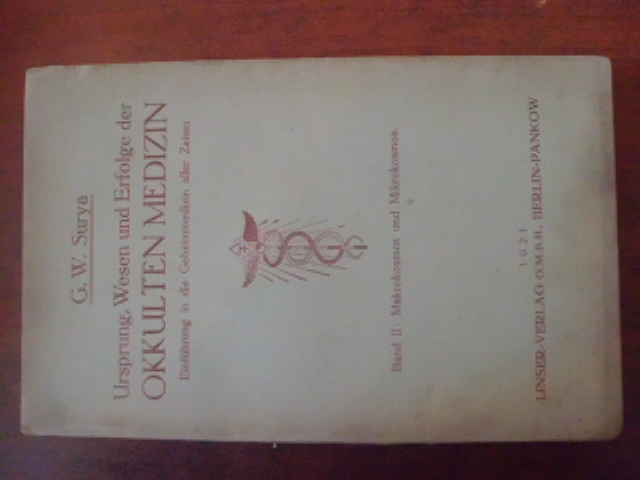 G. W. Surya
Ursprung, Wesen und Erfolge der
OKKULTEN MEDIZIN
Einführung in die Geheimmedizin aller Zeiten
Band II: Makrokosmos und Mikrokosmos.
1921
LINSER-VERLAG G.M.B.H., BERLIN-PANKOW